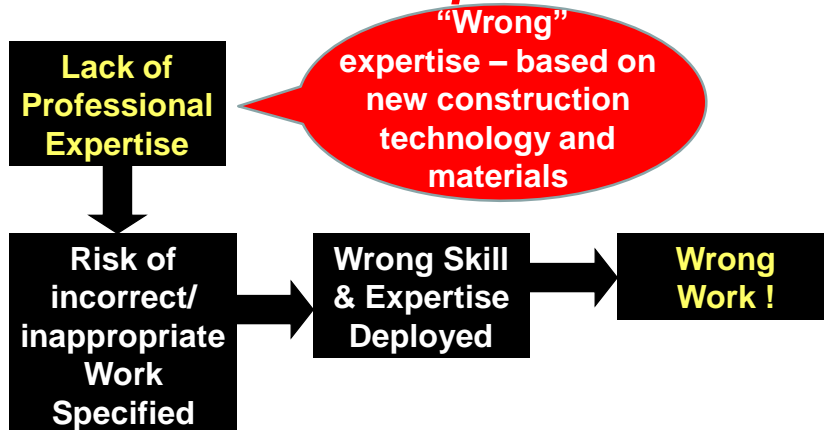 Lack of
Professional
Expertise
“Wrong”
expertise – based on
new construction
technology and
materials
Risk of
incorrect/
inappropriate
Work
Specified
Wrong Skill
& Expertise
Deployed
Wrong
Work !